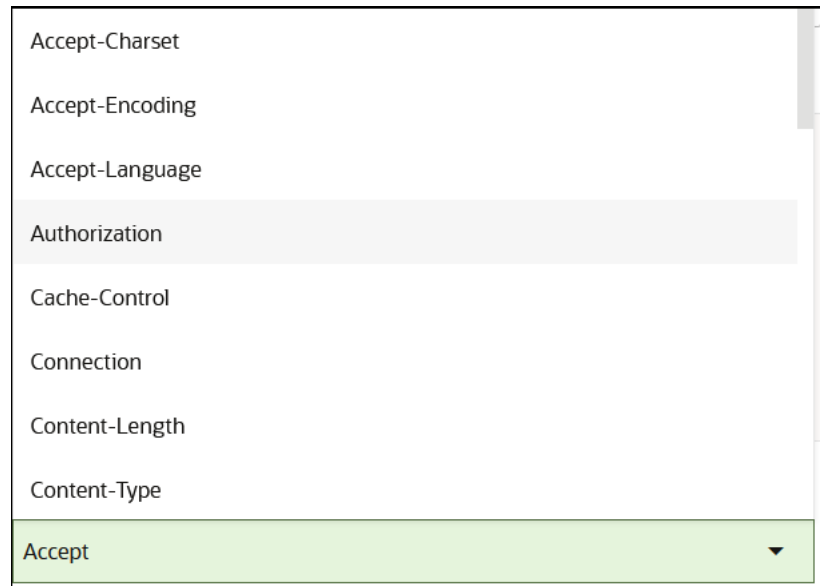 Accept-Charset
Accept-Encoding
Accept-Language
Authorization
Cache-Control
Connection
Content-Length
Content-Type
Accept